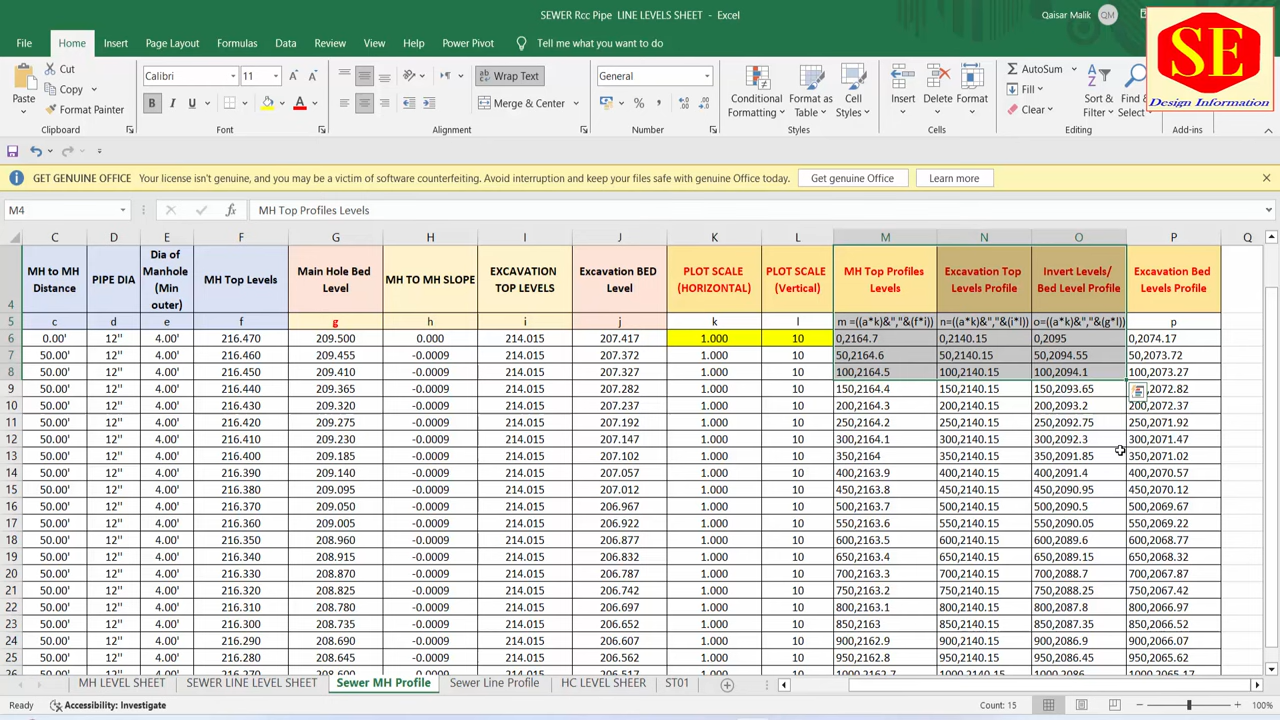 SEWER Rcc Pipe LINE LEVELS SHEET - Excel
Qaisar Malik QM
SE
Design Information
File Home Insert Page Layout Formulas Data Review View Help Power Pivot Tell me what you want to do
Paste Cut Copy Format Painter
Calibri 11
B I U A
Wrap Text
Merge & Center
General
% ,
Conditional Formatting Format as Table Cell Styles
Insert Delete Format
AutoSum Fill Clear
Sort & Filter Find & Select
Clipboard Font Alignment Number Styles Cells Editing Add-ins
GET GENUINE OFFICE Your license isn't genuine, and you may be a victim of software counterfeiting. Avoid interruption and keep your files safe with genuine Office today. Get genuine Office Learn more
M4 fx MH Top Profiles Levels
C D E F G H I J K L M N O P Q
4 MH to MH Distance PIPE DIA Dia of Manhole (Min outer) MH Top Levels Main Hole Bed Level MH TO MH SLOPE EXCAVATION TOP LEVELS Excavation BED Level PLOT SCALE (HORIZONTAL) PLOT SCALE (Vertical) MH Top Profiles Levels Excavation Top Levels Profile Invert Levels/ Bed Level Profile Excavation Bed Levels Profile
5 c d e f g h i j k l m =((a*k)&","&(f*i)) n=((a*k)&","&(i*l)) o=((a*k)&","&(g*l)) p
6 0.00' 12" 4.00' 216.470 209.500 0.000 214.015 207.417 1.000 10 0,2164.7 0,2140.15 0,2095 0,2074.17
7 50.00' 12" 4.00' 216.460 209.455 -0.0009 214.015 207.372 1.000 10 50,2164.6 50,2140.15 50,2094.55 50,2073.72
8 50.00' 12" 4.00' 216.450 209.410 -0.0009 214.015 207.327 1.000 10 100,2164.5 100,2140.15 100,2094.1 100,2073.27
9 50.00' 12" 4.00' 216.440 209.365 -0.0009 214.015 207.282 1.000 10 150,2164.4 150,2140.15 150,2093.65 ,2072.82
10 50.00' 12" 4.00' 216.430 209.320 -0.0009 214.015 207.237 1.000 10 200,2164.3 200,2140.15 200,2093.2 200,2072.37
11 50.00' 12" 4.00' 216.420 209.275 -0.0009 214.015 207.192 1.000 10 250,2164.2 250,2140.15 250,2092.75 250,2071.92
12 50.00' 12" 4.00' 216.410 209.230 -0.0009 214.015 207.147 1.000 10 300,2164.1 300,2140.15 300,2092.3 300,2071.47
13 50.00' 12" 4.00' 216.400 209.185 -0.0009 214.015 207.102 1.000 10 350,2164 350,2140.15 350,2091.85 350,2071.02
14 50.00' 12" 4.00' 216.390 209.140 -0.0009 214.015 207.057 1.000 10 400,2163.9 400,2140.15 400,2091.4 400,2070.57
15 50.00' 12" 4.00' 216.380 209.095 -0.0009 214.015 207.012 1.000 10 450,2163.8 450,2140.15 450,2090.95 450,2070.12
16 50.00' 12" 4.00' 216.370 209.050 -0.0009 214.015 206.967 1.000 10 500,2163.7 500,2140.15 500,2090.5 500,2069.67
17 50.00' 12" 4.00' 216.360 209.005 -0.0009 214.015 206.922 1.000 10 550,2163.6 550,2140.15 550,2090.05 550,2069.22
18 50.00' 12" 4.00' 216.350 208.960 -0.0009 214.015 206.877 1.000 10 600,2163.5 600,2140.15 600,2089.6 600,2068.77
19 50.00' 12" 4.00' 216.340 208.915 -0.0009 214.015 206.832 1.000 10 650,2163.4 650,2140.15 650,2089.15 650,2068.32
20 50.00' 12" 4.00' 216.330 208.870 -0.0009 214.015 206.787 1.000 10 700,2163.3 700,2140.15 700,2088.7 700,2067.87
21 50.00' 12" 4.00' 216.320 208.825 -0.0009 214.015 206.742 1.000 10 750,2163.2 750,2140.15 750,2088.25 750,2067.42
22 50.00' 12" 4.00' 216.310 208.780 -0.0009 214.015 206.697 1.000 10 800,2163.1 800,2140.15 800,2087.8 800,2066.97
23 50.00' 12" 4.00' 216.300 208.735 -0.0009 214.015 206.652 1.000 10 850,2163 850,2140.15 850,2087.35 850,2066.52
24 50.00' 12" 4.00' 216.290 208.690 -0.0009 214.015 206.607 1.000 10 900,2162.9 900,2140.15 900,2086.9 900,2066.07
25 50.00' 12" 4.00' 216.280 208.645 -0.0009 214.015 206.562 1.000 10 950,2162.8 950,2140.15 950,2086.45 950,2065.62
MH LEVEL SHEET SEWER LINE LEVEL SHEET Sewer MH Profile Sewer Line Profile HC LEVEL SHEER ST01
Ready Accessibility: Investigate Count: 15 100%